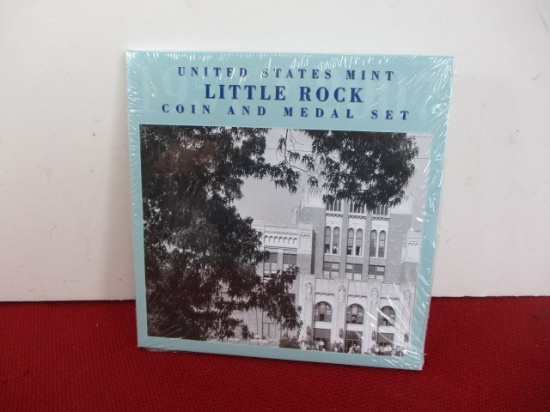 UNITED STATES MINT
LITTLE ROCK
COIN AND MEDAL SET